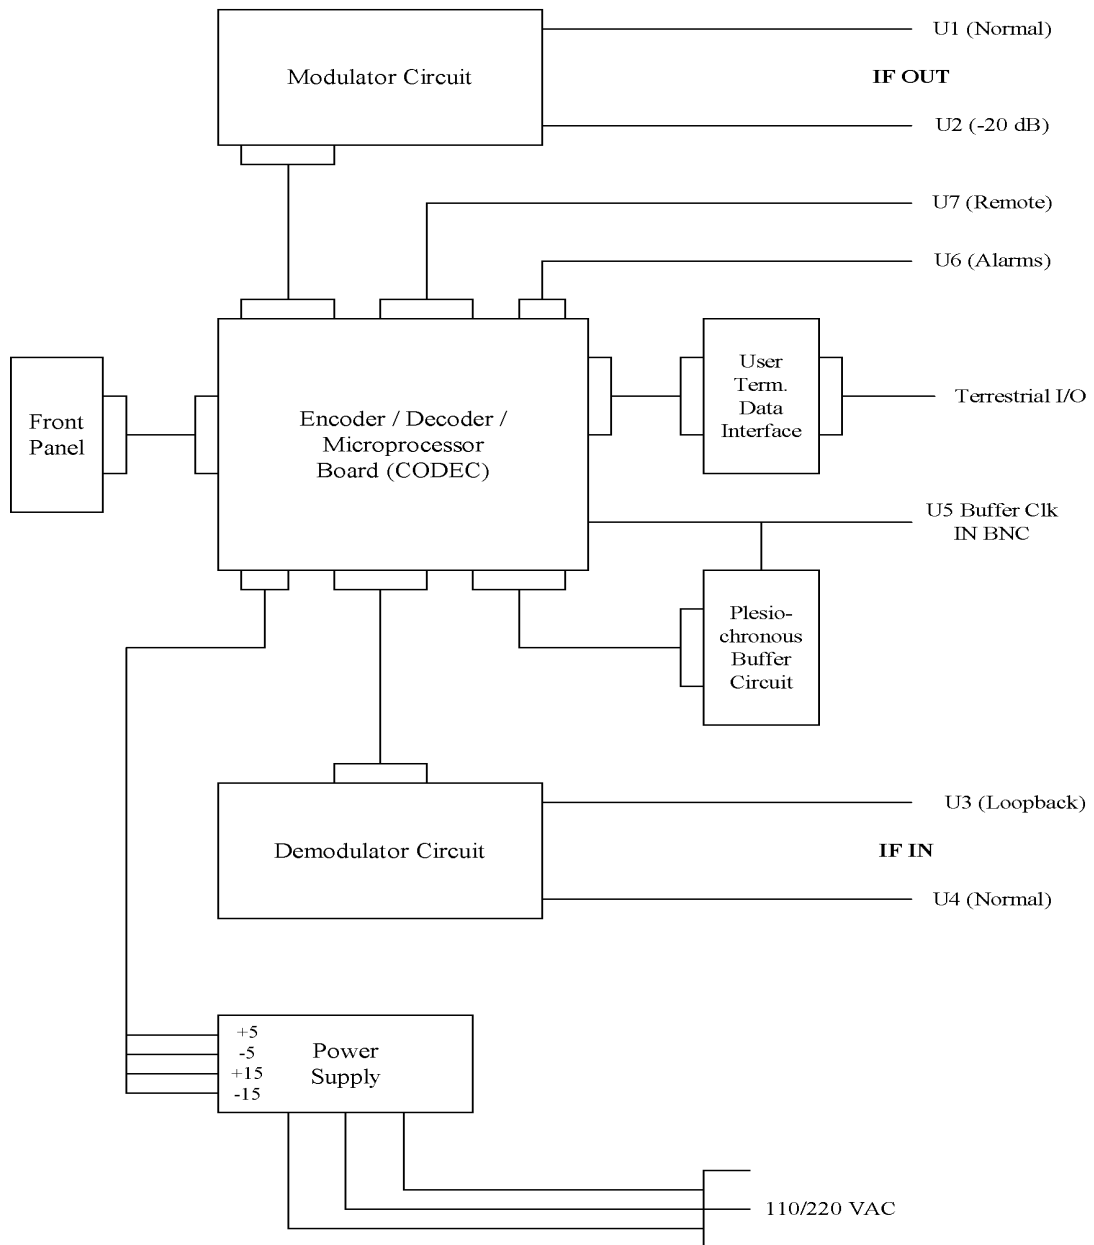 U1 (Normal)
Modulator Circuit
IF OUT
U2 (-20 dB)
U7 (Remote)
U6 (Alarms)
User
Term.
Data
Interface
Terrestrial I/O
Front
Panel
Encoder / Decoder /
Microprocessor
Board (CODEC)
U5 Buffer Clk
IN BNC
Plesio-
chronous
Buffer
Circuit
U3 (Loopback)
Demodulator Circuit
IF IN
U4 (Normal)
+5
-5
+15
-15
Power
Supply
110/220 VAC